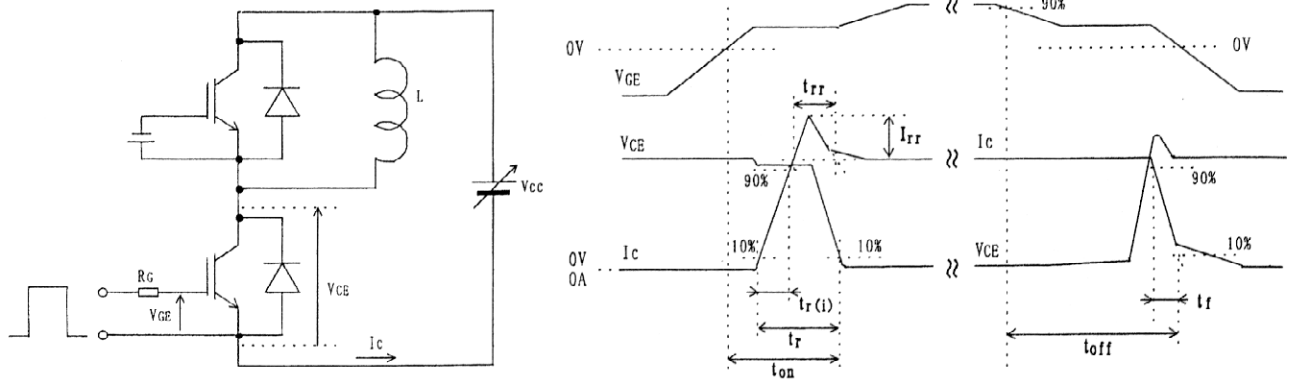 L
Vcc
RG
VGE
VCE
Ic
0V
VGE
90%
0V
trr
Irr
VCE
Ic
90%
90%
10%
10%
10%
0V
0A
Ic
VCE
tr(i)
tr
ton
tf
toff